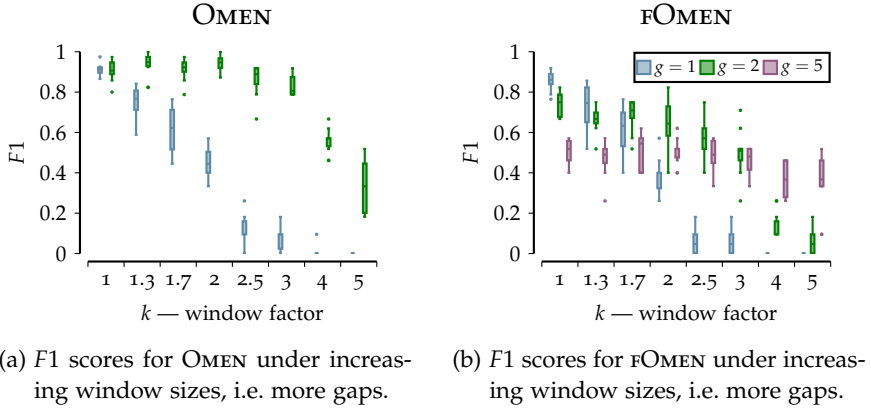 OMEN
fOMEN
1
0.8
0.6
0.4
0.2
0
F1
1 1.3 1.7 2 2.5 3 4 5
k — window factor
1
0.8
0.6
0.4
0.2
0
F1
g = 1 g = 2 g = 5
1 1.3 1.7 2 2.5 3 4 5
k — window factor
(a) F1 scores for OMEN under increas-
ing window sizes, i.e. more gaps.
(b) F1 scores for fOMEN under increas-
ing window sizes, i.e. more gaps.